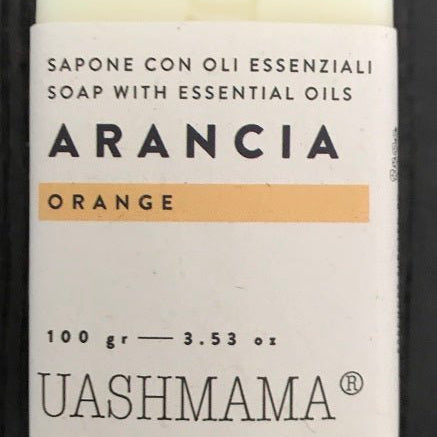 SAPONE CON OLI ESSENZIALI
SOAP WITH ESSENTIAL OILS
ARANCIA
ORANGE
100 gr — 3.53 oz
UASHMAMA®